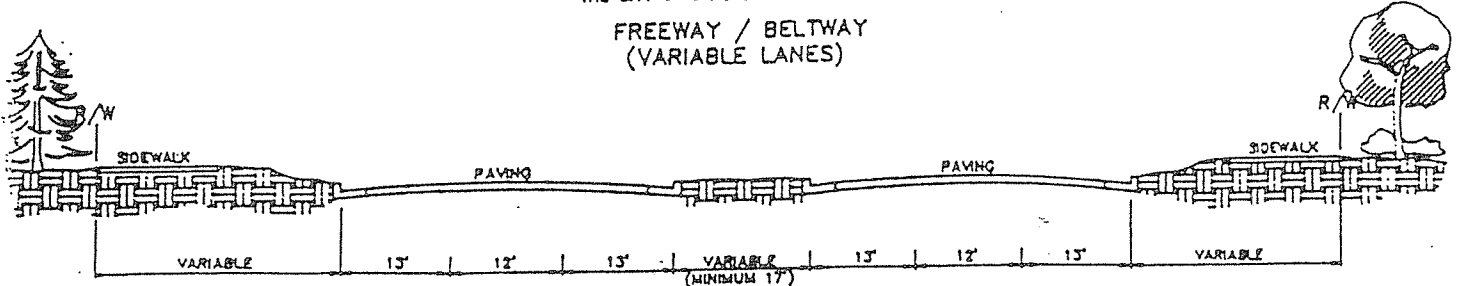 FREEWAY / BELTWAY
(VARIABLE LANES)
R/W
SIDEWALK
PAVING
PAVING
SIDEWALK
VARIABLE
13'
12'
13'
VARIABLE
(MINIMUM 17')
13'
12'
13'
VARIABLE